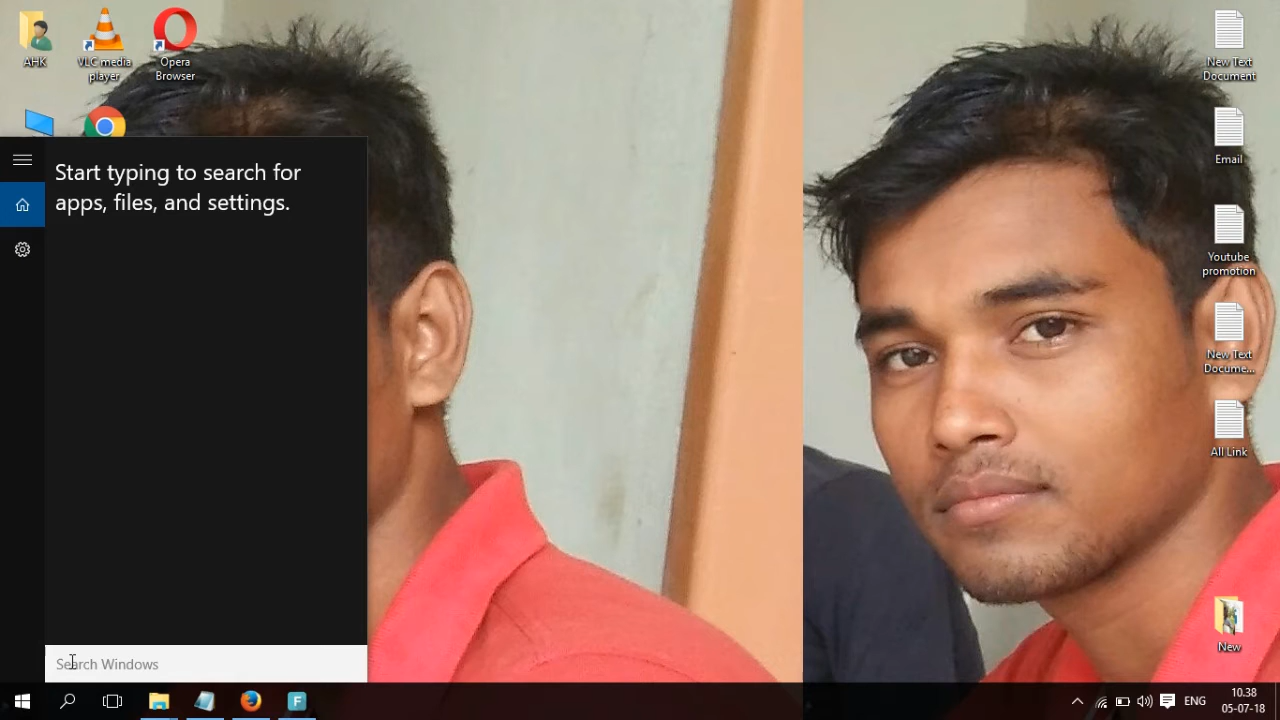 AHK
VLC media
player
Opera
Browser
Start typing to search for
apps, files, and settings.
Search Windows
New Text
Document
Email
Youtube
promotion
New Text
Docume...
All Link
New
F
ENG
10.38
05-07-18